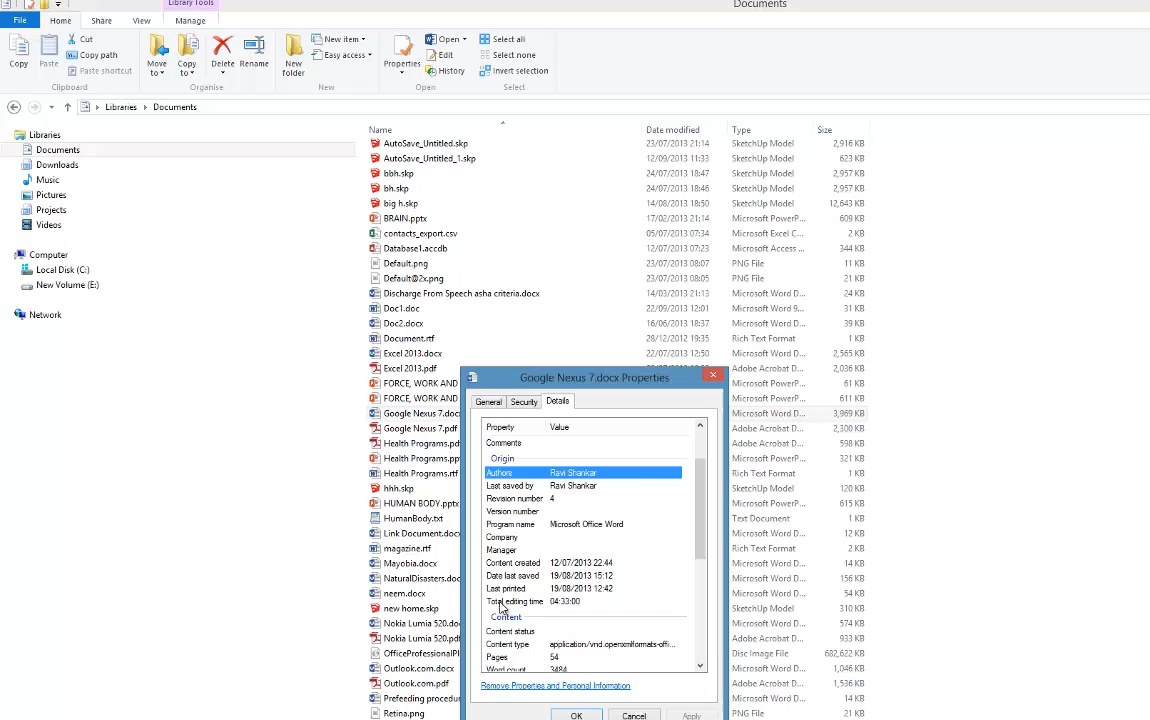 Library Tools
Documents
File Home Share View Manage
Copy
Paste
Cut
Copy path
Paste shortcut
Move to
Copy to
Delete
Rename
New folder
New item
Easy access
Properties
Open
Edit
History
Select all
Select none
Invert selection
Clipboard Organise New Open Select
Libraries Documents
Libraries
Documents
Downloads
Music
Pictures
Projects
Videos
Computer
Local Disk (C:)
New Volume (E:)
Network
Name Date modified Type Size
AutoSave_Untitled.skp 23/07/2013 21:14 SketchUp Model 2,916 KB
AutoSave_Untitled_1.skp 12/09/2013 11:33 SketchUp Model 623 KB
bbh.skp 24/07/2013 18:47 SketchUp Model 2,957 KB
bh.skp 24/07/2013 18:46 SketchUp Model 2,957 KB
big h.skp 14/08/2013 18:50 SketchUp Model 12,643 KB
BRAIN.pptx 17/02/2013 21:14 Microsoft PowerP... 609 KB
contacts_export.csv 05/07/2013 07:34 Microsoft Excel C... 2 KB
Database1.accdb 12/07/2013 07:23 Microsoft Access ... 344 KB
Default.png 23/07/2013 08:07 PNG File 11 KB
Default@2x.png 23/07/2013 08:05 PNG File 21 KB
Discharge From Speech asha criteria.docx 14/03/2013 21:13 Microsoft Word D... 24 KB
Doc1.doc 22/09/2013 12:01 Microsoft Word 9... 31 KB
Doc2.docx 16/06/2013 18:37 Microsoft Word D... 39 KB
Document.rtf 28/12/2012 19:35 Rich Text Format 1 KB
Excel 2013.docx 22/07/2013 12:50 Microsoft Word D... 2,565 KB
Excel 2013.pdf Adobe Acrobat D... 2,036 KB
FORCE, WORK AND Microsoft PowerP... 61 KB
FORCE, WORK AND Microsoft PowerP... 611 KB
Google Nexus 7.docx Microsoft Word D... 3,969 KB
Google Nexus 7.pdf Adobe Acrobat D... 2,300 KB
Health Programs.pdf Adobe Acrobat D... 598 KB
Health Programs.pp Microsoft PowerP... 321 KB
Health Programs.rtf Rich Text Format 2 KB
hhh.skp SketchUp Model 120 KB
HUMAN BODY.pptx Microsoft PowerP... 615 KB
HumanBody.txt Text Document 1 KB
Link Document.doc Microsoft Word D... 12 KB
magazine.rtf Rich Text Format 2 KB
Mayobia.docx Microsoft Word D... 14 KB
NaturalDisasters.doc Microsoft Word D... 156 KB
neem.docx Microsoft Word D... 54 KB
new home.skp SketchUp Model 310 KB
Nokia Lumia 520.doc Microsoft Word D... 574 KB
Nokia Lumia 520.pdf Adobe Acrobat D... 933 KB
OfficeProfessionalPl Disc Image File 682,622 KB
Outlook.com.docx Microsoft Word D... 1,046 KB
Outlook.com.pdf Adobe Acrobat D... 1,536 KB
Prefeeding procedur Microsoft Word D... 14 KB
Retina.png PNG File 21 KB
Google Nexus 7.docx Properties
General Security Details
Property Value
Comments
Origin
Authors Ravi Shankar
Last saved by Ravi Shankar
Revision number 4
Version number
Program name Microsoft Office Word
Company
Manager
Content created 12/07/2013 22:44
Date last saved 19/08/2013 15:12
Last printed 19/08/2013 12:42
Total editing time 04:33:00
Content
Content status
Content type application/vnd.openxmlformats-offi...
Pages 54
Word count 3484
Remove Properties and Personal Information
OK Cancel Apply